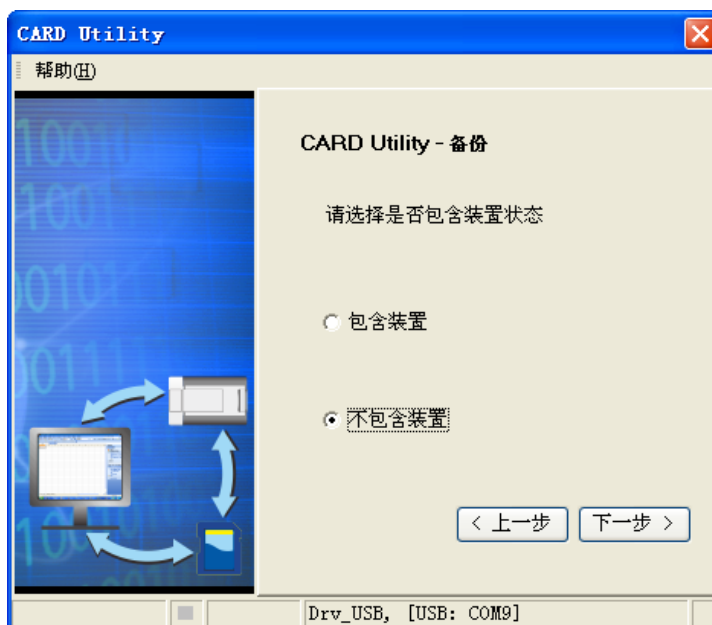 CARD Utility
帮助(H)
CARD Utility - 备份
请选择是否包含装置状态
包含装置
不包含装置
< 上一步
下一步 >
Drv_USB, [USB: COM9]